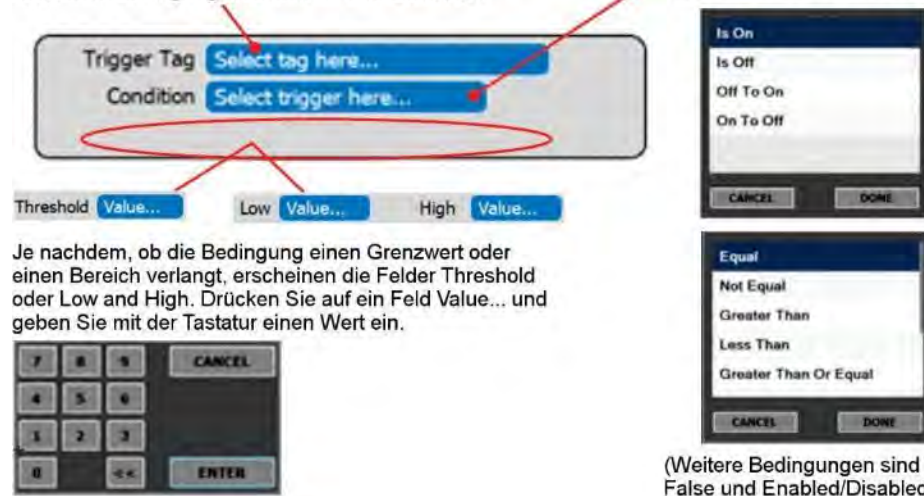 Trigger Tag Select tag here...
Condition Select trigger here...
Threshold Value...
Low Value...
High Value...
Je nachdem, ob die Bedingung einen Grenzwert oder
einen Bereich verlangt, erscheinen die Felder Threshold
oder Low and High. Drücken Sie auf ein Feld Value... und
geben Sie mit der Tastatur einen Wert ein.
7 8 9 CANCEL
4 5 6
1 2 3
0 << ENTER
Is On
Is Off
Off To On
On To Off
CANCEL DONE
Equal
Not Equal
Greater Than
Less Than
Greater Than Or Equal
CANCEL DONE
(Weitere Bedingungen sind
False und Enabled/Disabled